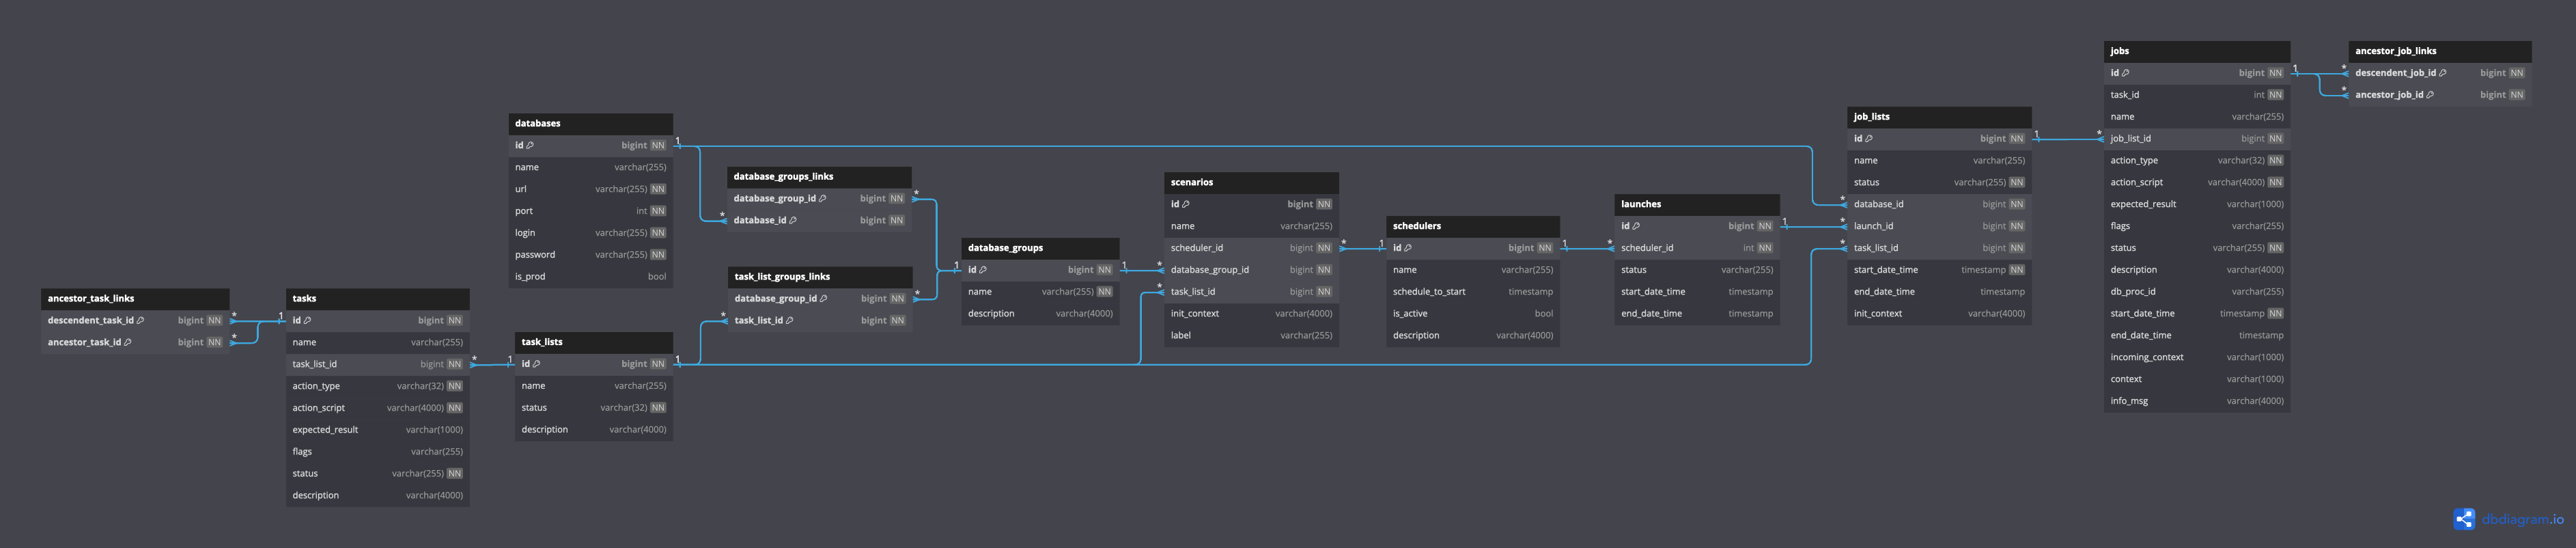 ancestor_task_links
descendent_task_id bigint NN
ancestor_task_id bigint NN
tasks
id bigint NN
name varchar(255)
task_list_id bigint NN
action_type varchar(32) NN
action_script varchar(4000) NN
expected_result varchar(1000)
flags varchar(255)
status varchar(255) NN
description varchar(4000)
databases
id bigint NN
name varchar(255)
url varchar(255) NN
port int NN
login varchar(255) NN
password varchar(255) NN
is_prod bool
task_lists
id bigint NN
name varchar(255)
status varchar(32) NN
description varchar(4000)
database_groups_links
database_group_id bigint NN
database_id bigint NN
task_list_groups_links
database_group_id bigint NN
task_list_id bigint NN
database_groups
id bigint NN
name varchar(255) NN
description varchar(4000)
scenarios
id bigint NN
name varchar(255)
scheduler_id bigint NN
database_group_id bigint NN
task_list_id bigint NN
init_context varchar(4000)
label varchar(255)
schedulers
id bigint NN
name varchar(255)
schedule_to_start timestamp
is_active bool
description varchar(4000)
launches
id bigint NN
scheduler_id int NN
status varchar(255)
start_date_time timestamp
end_date_time timestamp
job_lists
id bigint NN
name varchar(255)
status varchar(255) NN
database_id bigint NN
launch_id bigint NN
task_list_id bigint NN
start_date_time timestamp NN
end_date_time timestamp
init_context varchar(4000)
jobs
id bigint NN
task_id int NN
name varchar(255)
job_list_id bigint NN
action_type varchar(32) NN
action_script varchar(4000) NN
expected_result varchar(1000)
flags varchar(255)
status varchar(255) NN
description varchar(4000)
db_proc_id varchar(255)
start_date_time timestamp NN
end_date_time timestamp
incoming_context varchar(1000)
context varchar(1000)
info_msg varchar(4000)
ancestor_job_links
descendent_job_id bigint NN
ancestor_job_id bigint NN
dbdiagram.io